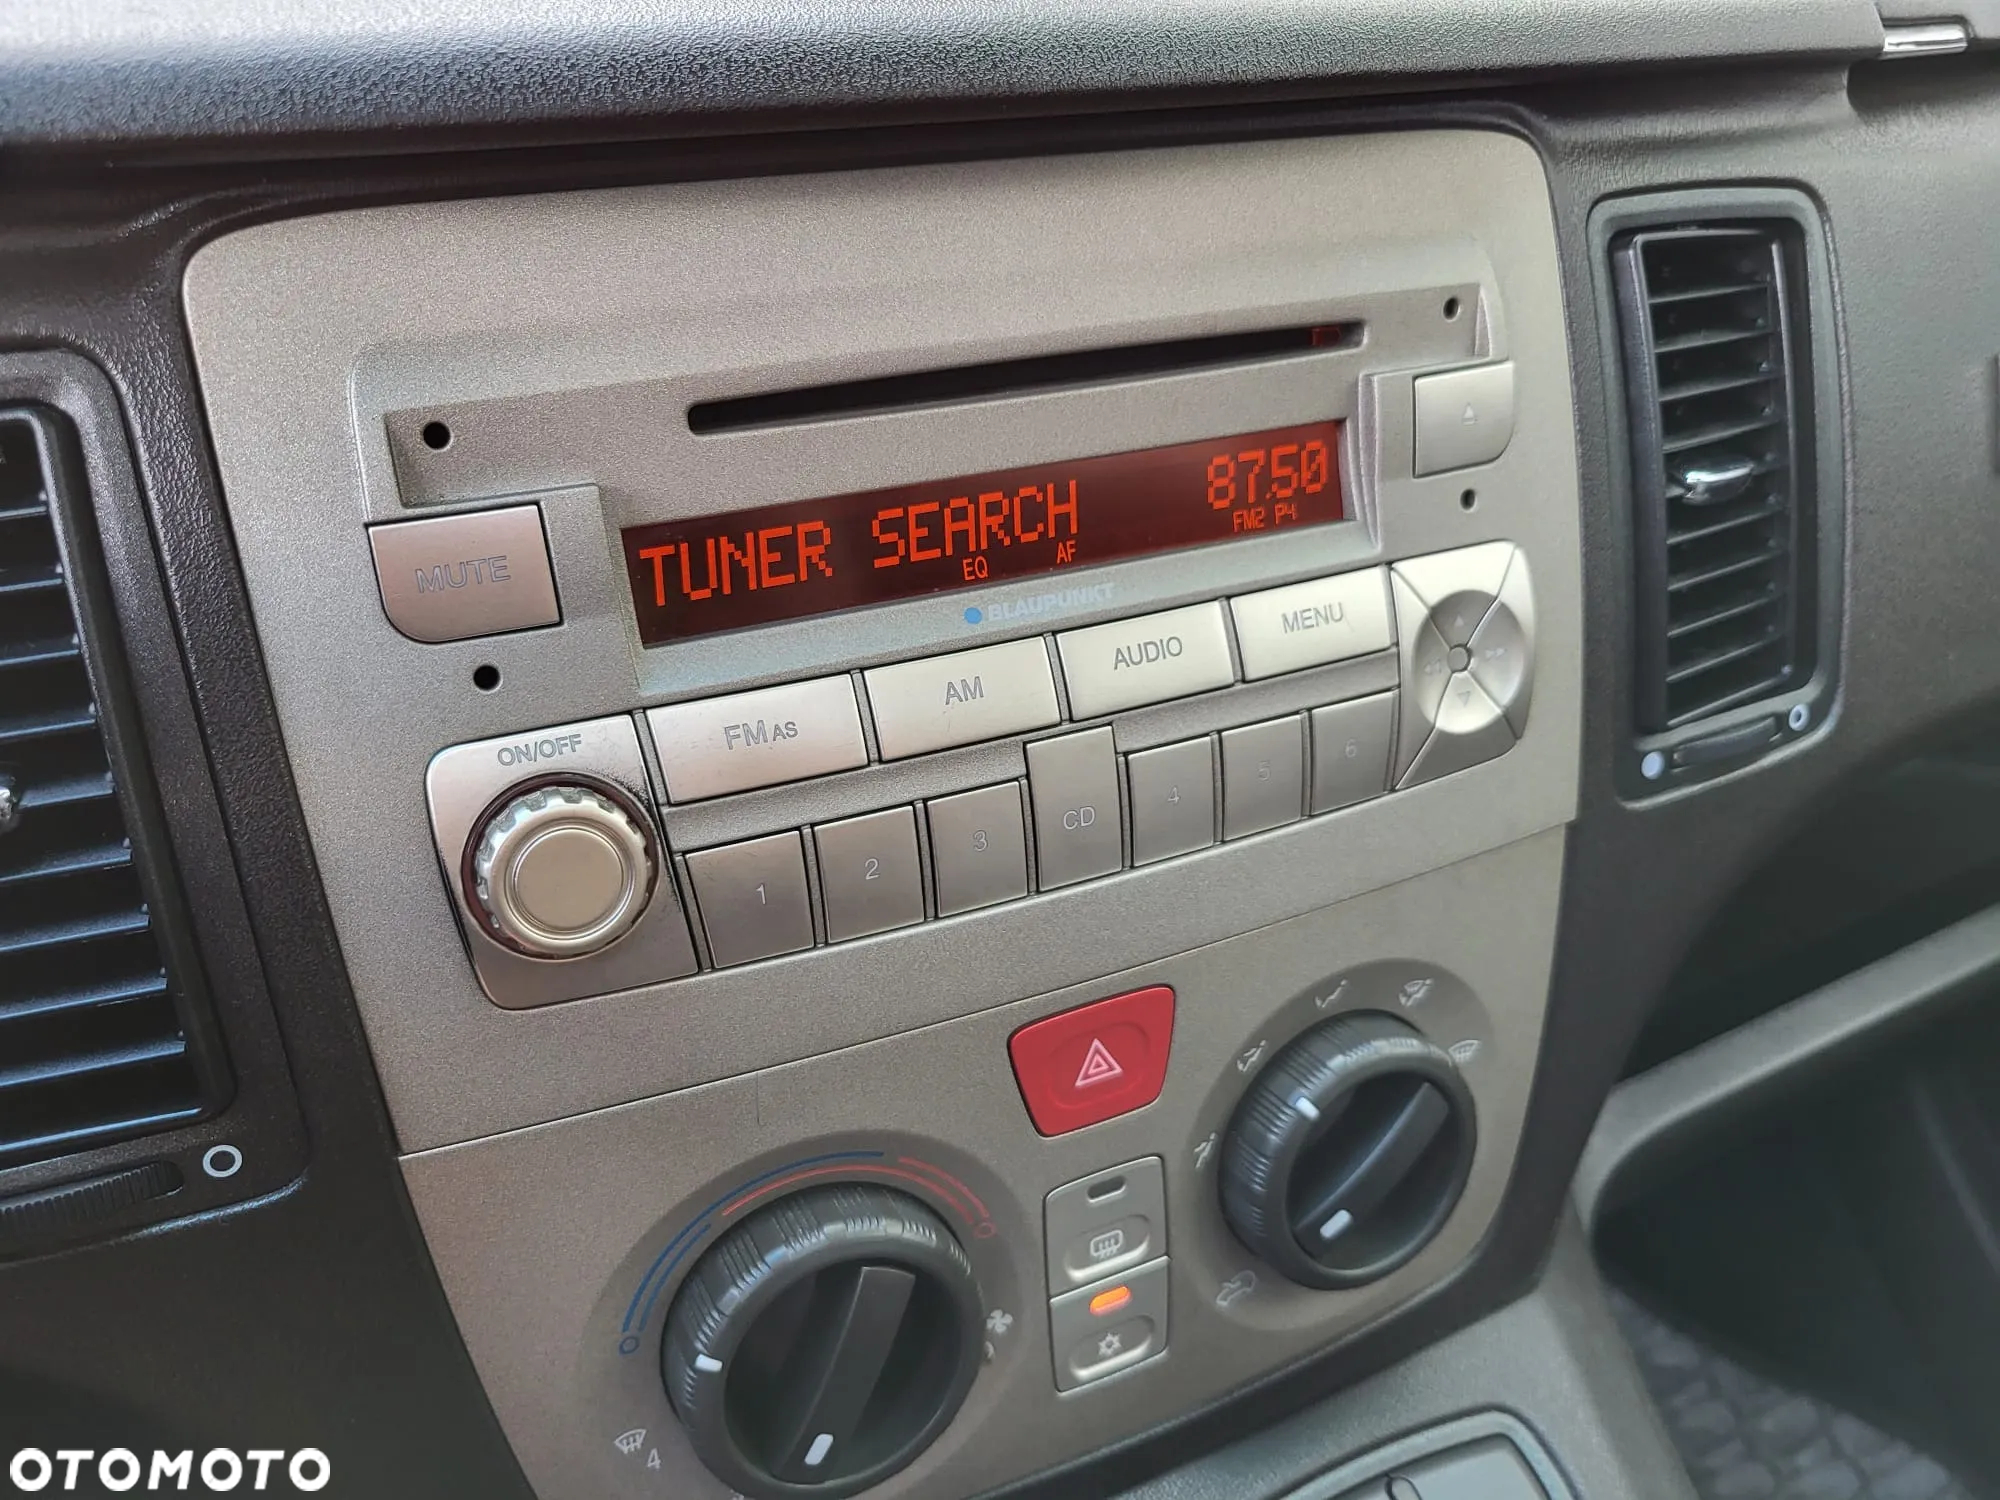 TUNER SEARCH 87.50
EQ AF FM2 P4
BLAUPUNKT
MUTE
FM AS AM AUDIO MENU
ON/OFF
1 2 3 CD 4 5 6
4
OTOMOTO